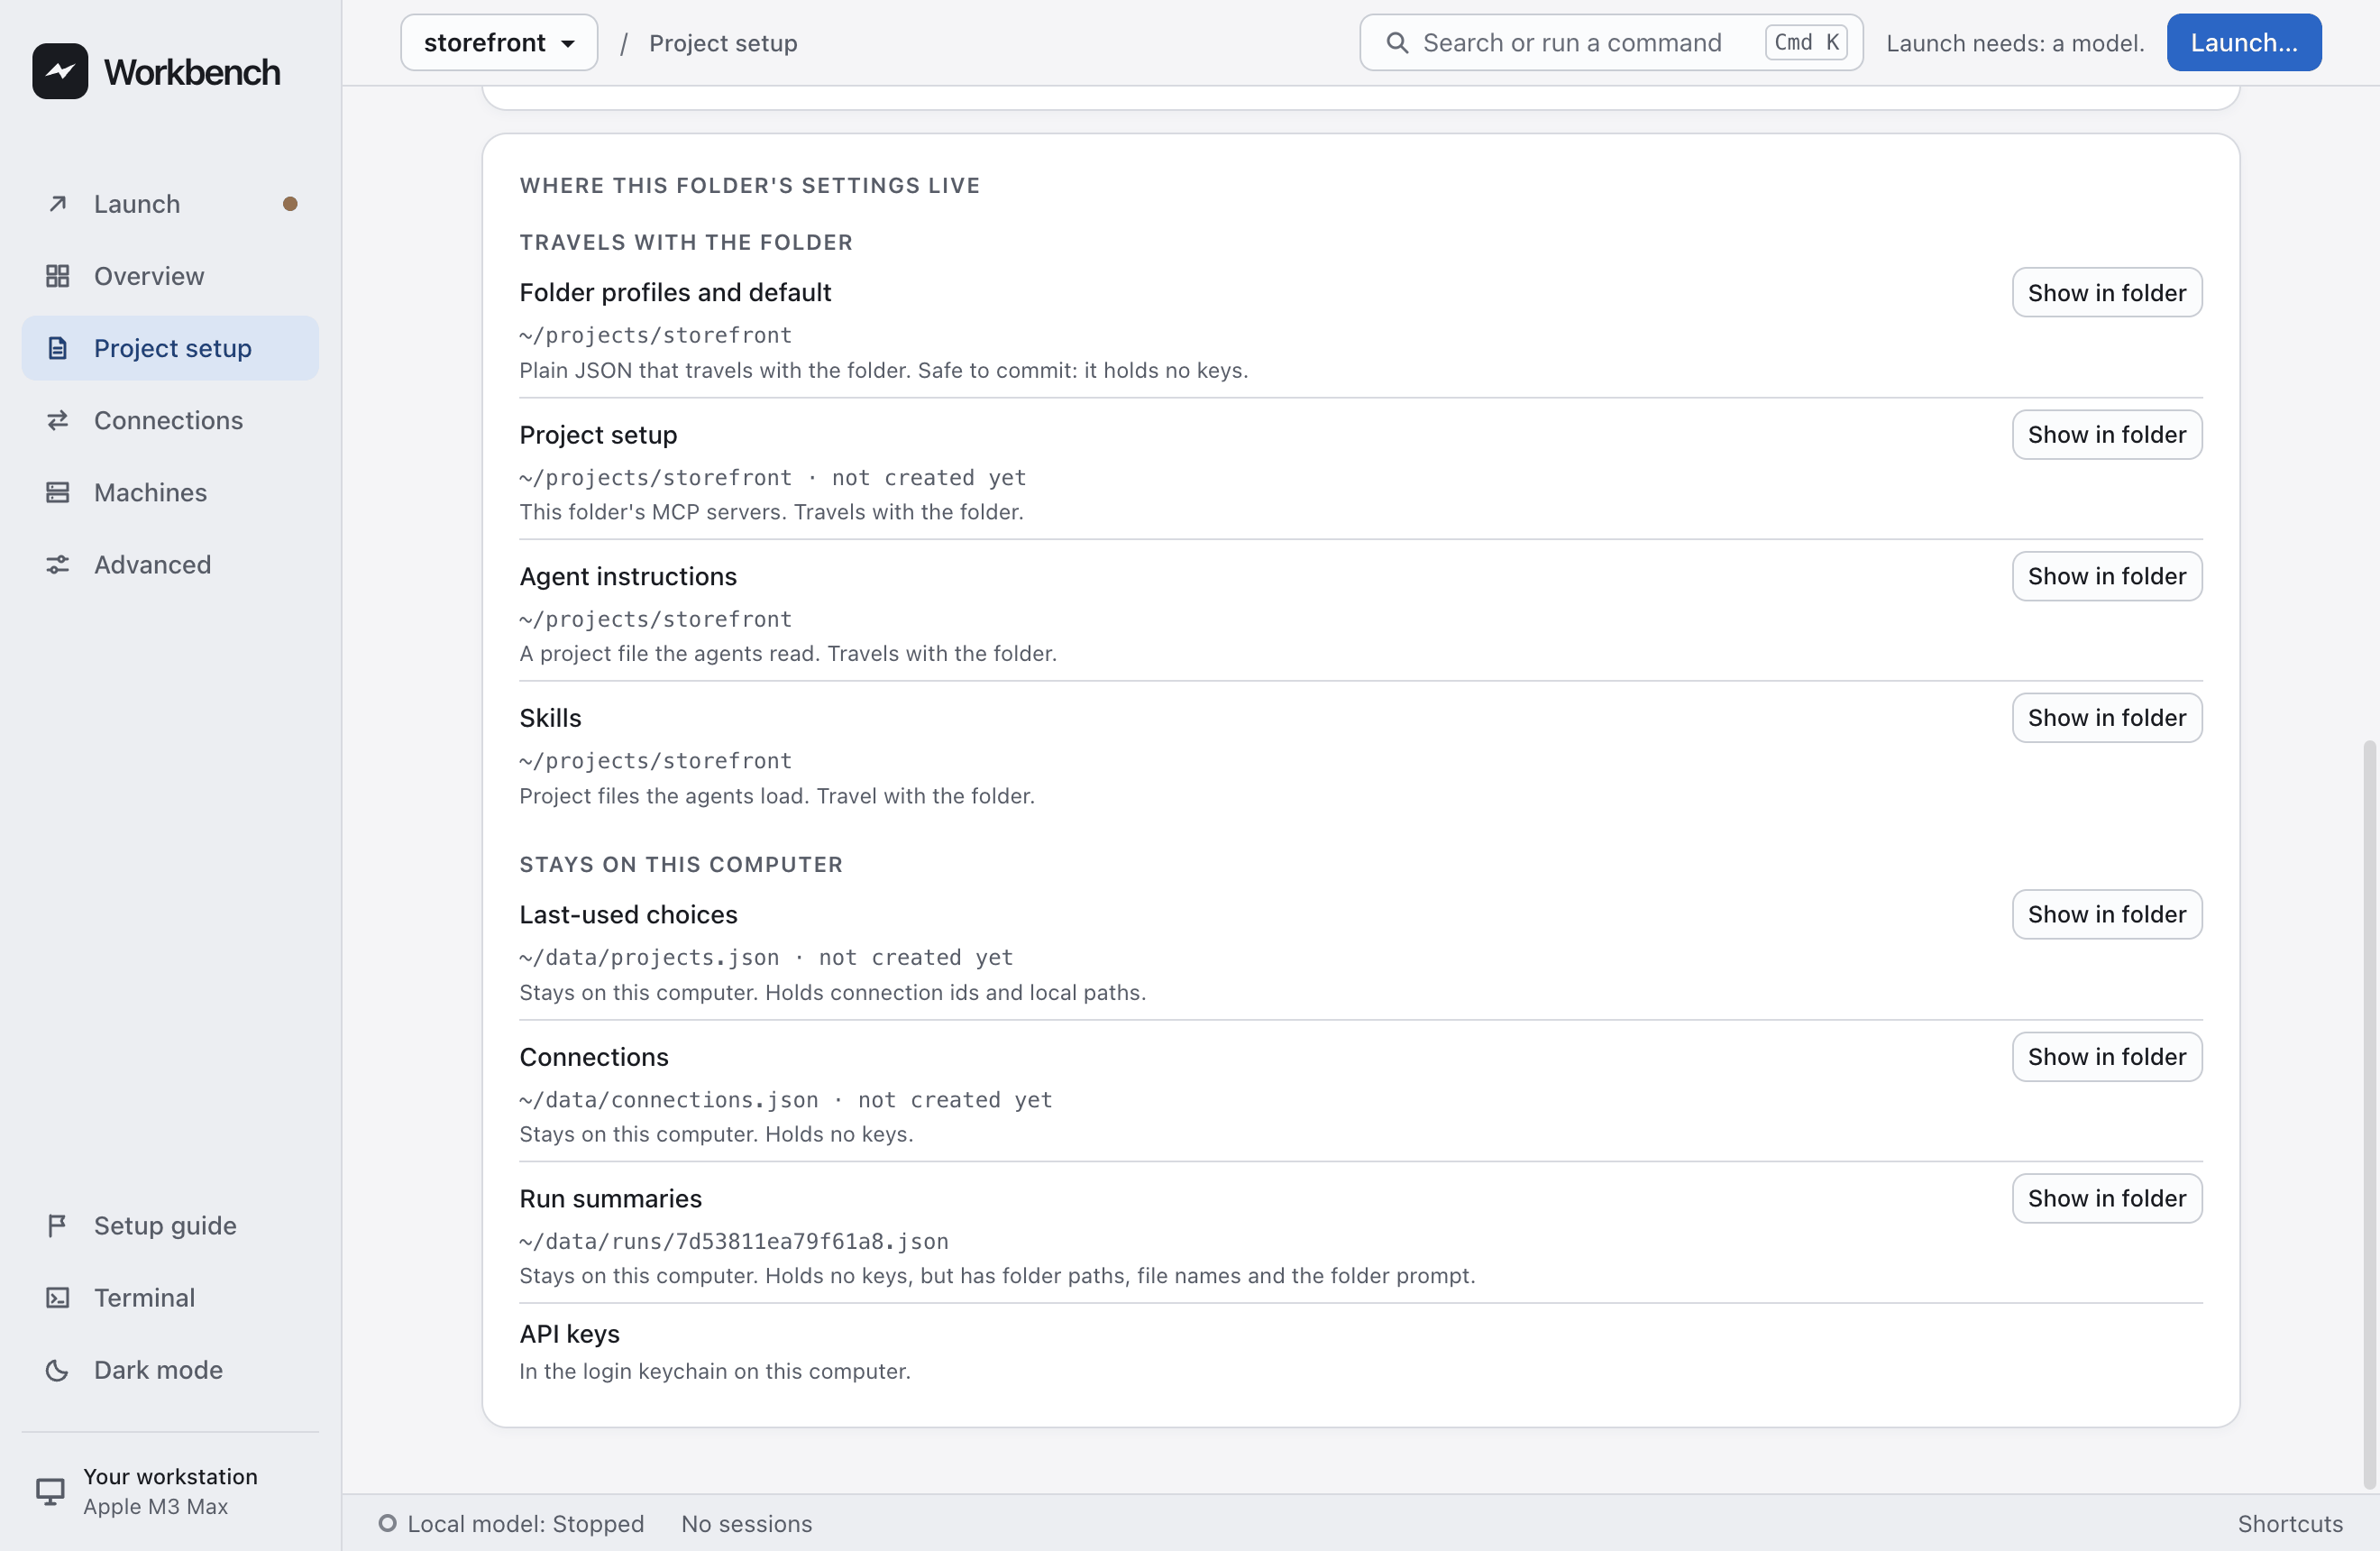 Workbench
storefront / Project setup
Search or run a command Cmd K
Launch needs: a model.
Launch...
Launch
Overview
Project setup
Connections
Machines
Advanced
Setup guide
Terminal
Dark mode
Your workstation
Apple M3 Max
WHERE THIS FOLDER'S SETTINGS LIVE
TRAVELS WITH THE FOLDER
Folder profiles and default
Show in folder
~/projects/storefront
Plain JSON that travels with the folder. Safe to commit: it holds no keys.
Project setup
Show in folder
~/projects/storefront · not created yet
This folder's MCP servers. Travels with the folder.
Agent instructions
Show in folder
~/projects/storefront
A project file the agents read. Travels with the folder.
Skills
Show in folder
~/projects/storefront
Project files the agents load. Travel with the folder.
STAYS ON THIS COMPUTER
Last-used choices
Show in folder
~/data/projects.json · not created yet
Stays on this computer. Holds connection ids and local paths.
Connections
Show in folder
~/data/connections.json · not created yet
Stays on this computer. Holds no keys.
Run summaries
Show in folder
~/data/runs/7d53811ea79f61a8.json
Stays on this computer. Holds no keys, but has folder paths, file names and the folder prompt.
API keys
In the login keychain on this computer.
Local model: Stopped
No sessions
Shortcuts